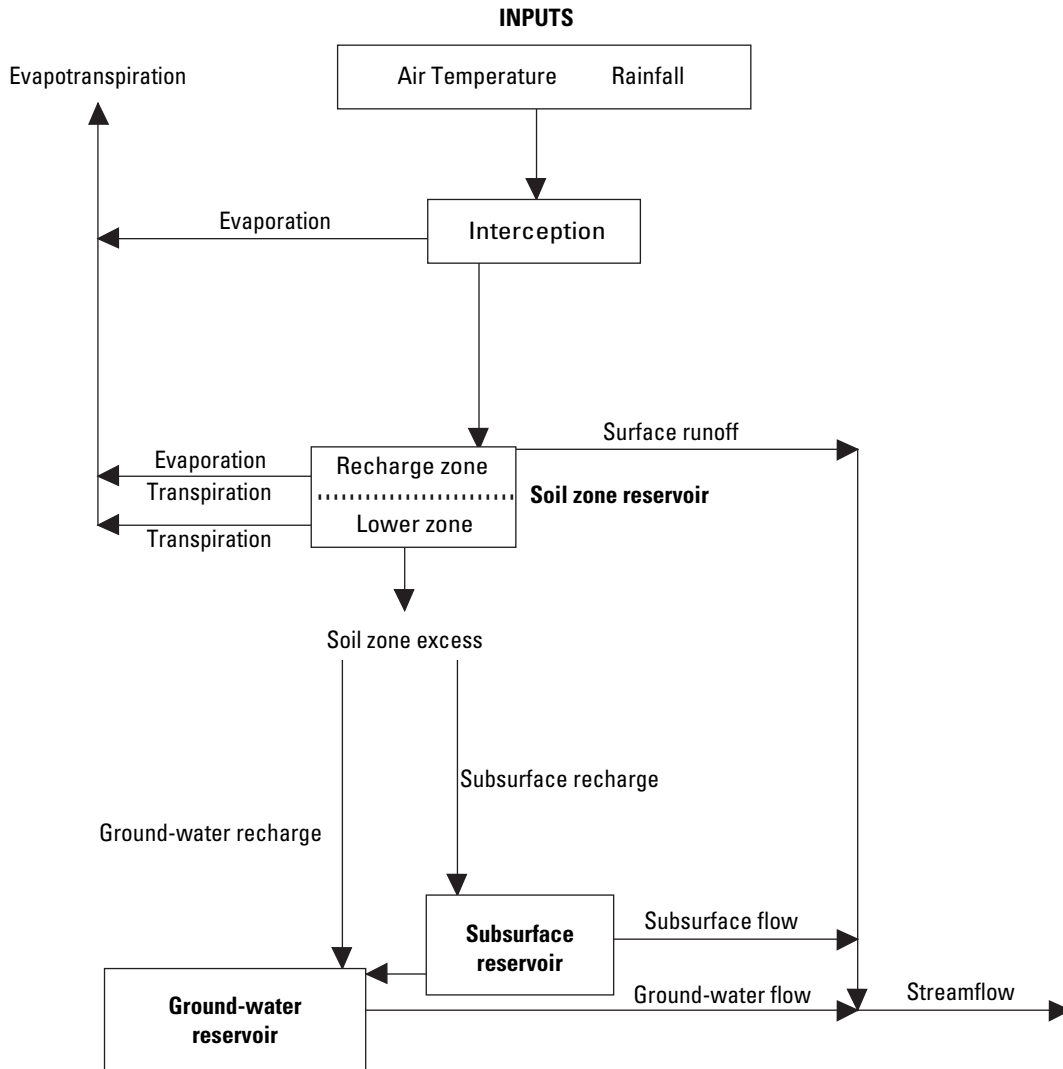 INPUTS
Air Temperature Rainfall
Evapotranspiration
Evaporation
Interception
Surface runoff
Evaporation
Recharge zone
Transpiration
Soil zone reservoir
Lower zone
Transpiration
Soil zone excess
Subsurface recharge
Ground-water recharge
Subsurface
reservoir
Subsurface flow
Ground-water flow
Streamflow
Ground-water
reservoir